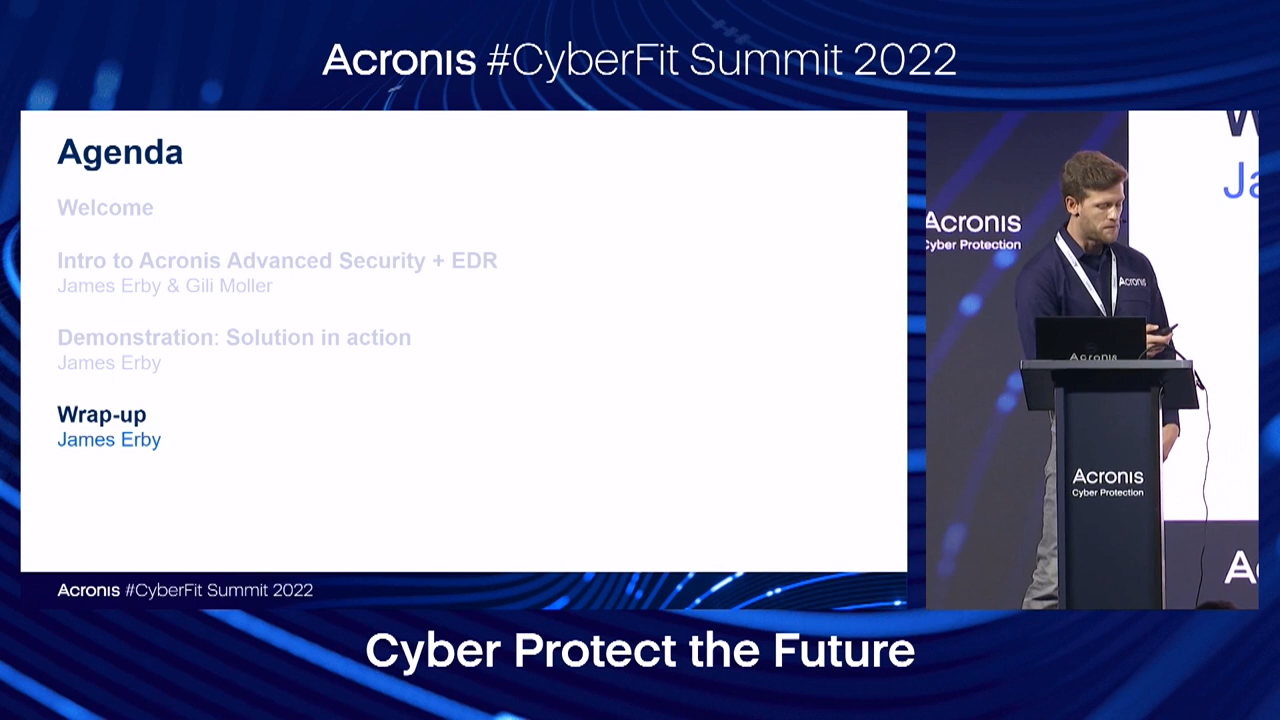 Acronis #CyberFit Summit 2022
Agenda
Welcome
Intro to Acronis Advanced Security + EDR
James Erby & Gili Moller
Demonstration: Solution in action
James Erby
Wrap-up
James Erby
Acronis #CyberFit Summit 2022
Ja
Acronis
Cyber Protection
Acronis
Acronis
Acronis
Cyber Protection
Cyber Protect the Future